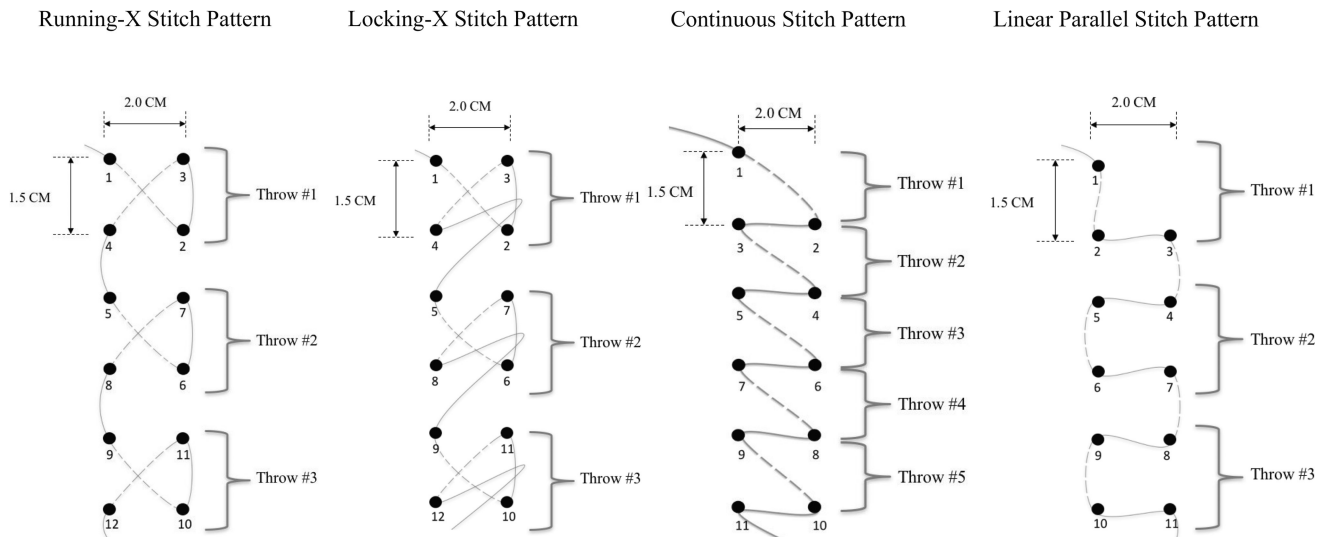 Running-X Stitch Pattern
Locking-X Stitch Pattern
Continuous Stitch Pattern
Linear Parallel Stitch Pattern
2.0 CM
1.5 CM
1
3
4
2
Throw #1
5
7
8
6
Throw #2
9
11
12
10
Throw #3
2.0 CM
1.5 CM
1
3
4
2
Throw #1
5
7
8
6
Throw #2
9
11
12
10
Throw #3
2.0 CM
1.5 CM
1
Throw #1
3
2
Throw #2
5
4
Throw #3
7
6
Throw #4
9
8
Throw #5
11
10
2.0 CM
1.5 CM
1
Throw #1
2
3
5
4
Throw #2
6
7
9
8
Throw #3
10
11